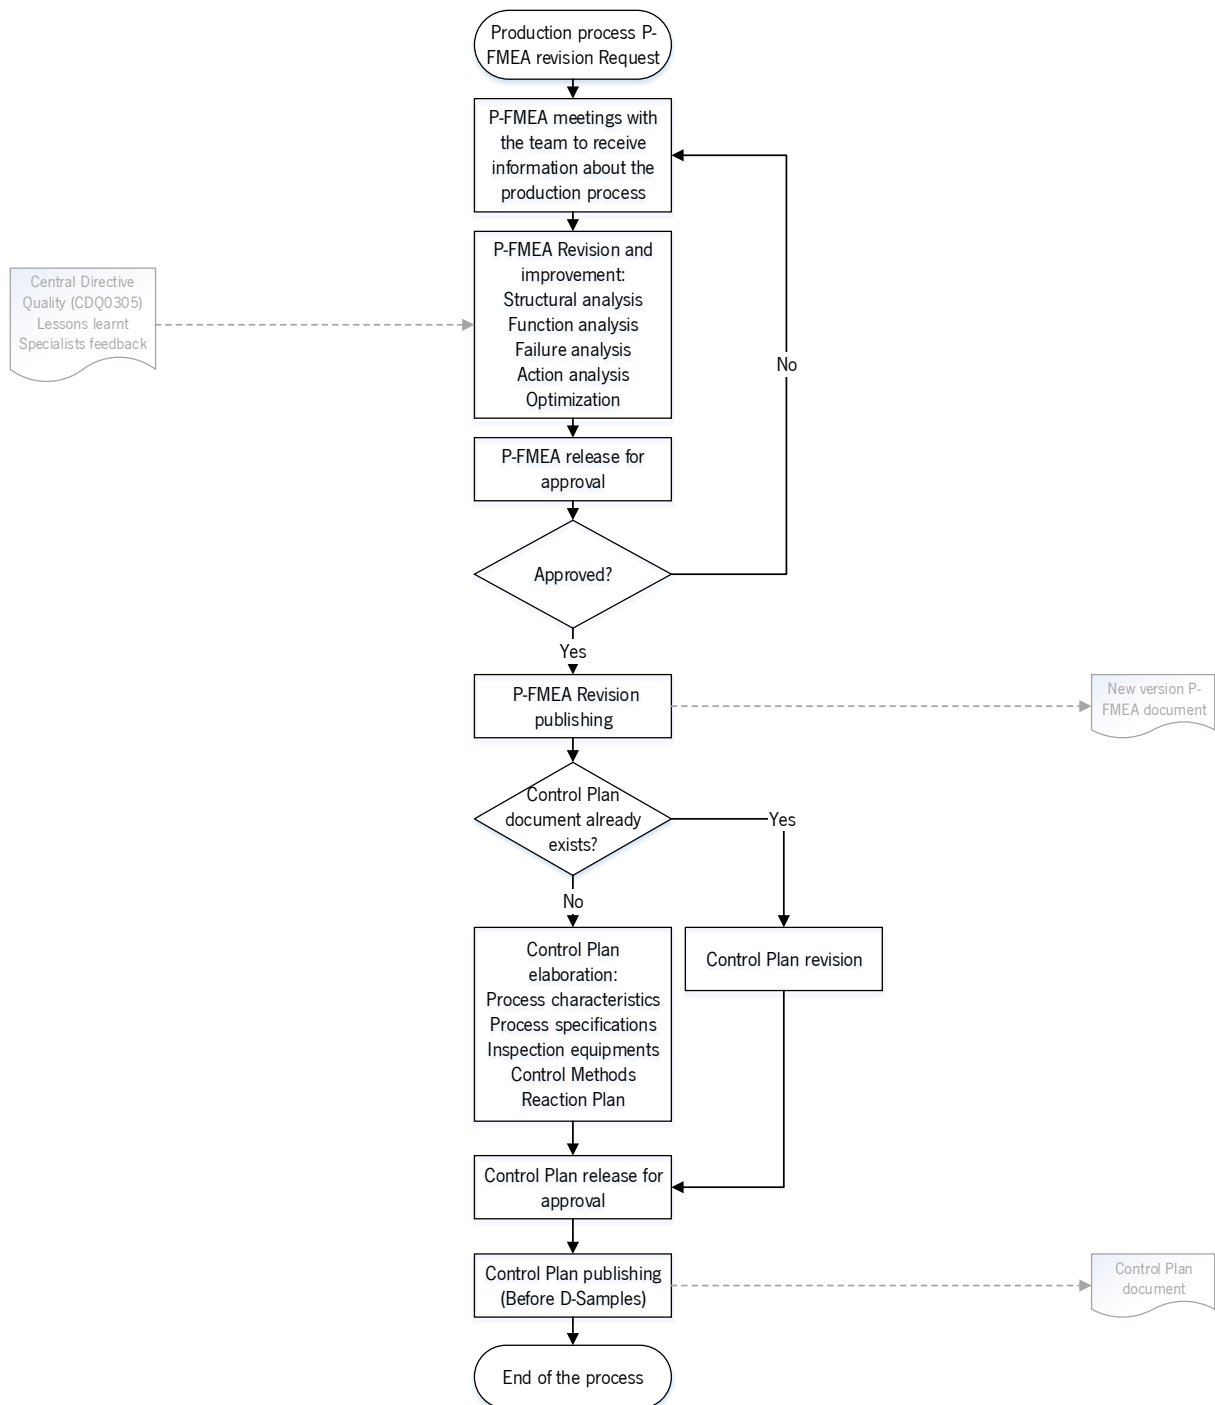 Production process P-
FMEA revision Request
P-FMEA meetings with
the team to receive
information about the
production process
P-FMEA Revision and
improvement:
Structural analysis
Function analysis
Failure analysis
Action analysis
Optimization
Central Directive
Quality (CDQ0305)
Lessons learnt
Specialists feedback
No
P-FMEA release for
approval
Approved?
Yes
P-FMEA Revision
publishing
New version P-
FMEA document
Control Plan
document already
exists?
Yes
No
Control Plan
elaboration:
Process characteristics
Process specifications
Inspection equipments
Control Methods
Reaction Plan
Control Plan revision
Control Plan release for
approval
Control Plan publishing
(Before D-Samples)
Control Plan
document
End of the process